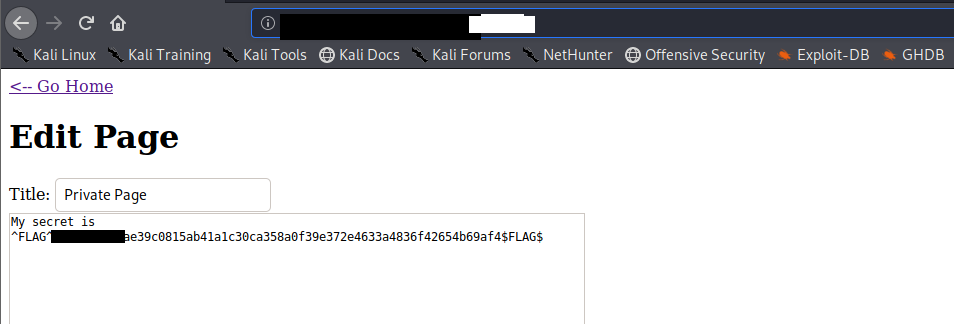 Kali Linux Kali Training Kali Tools Kali Docs Kali Forums NetHunter Offensive Security Exploit-DB GHDB
<-- Go Home
Edit Page
Title: Private Page
My secret is
^FLAG^ae39c0815ab41a1c30ca358a0f39e372e4633a4836f42654b69af4$FLAG$